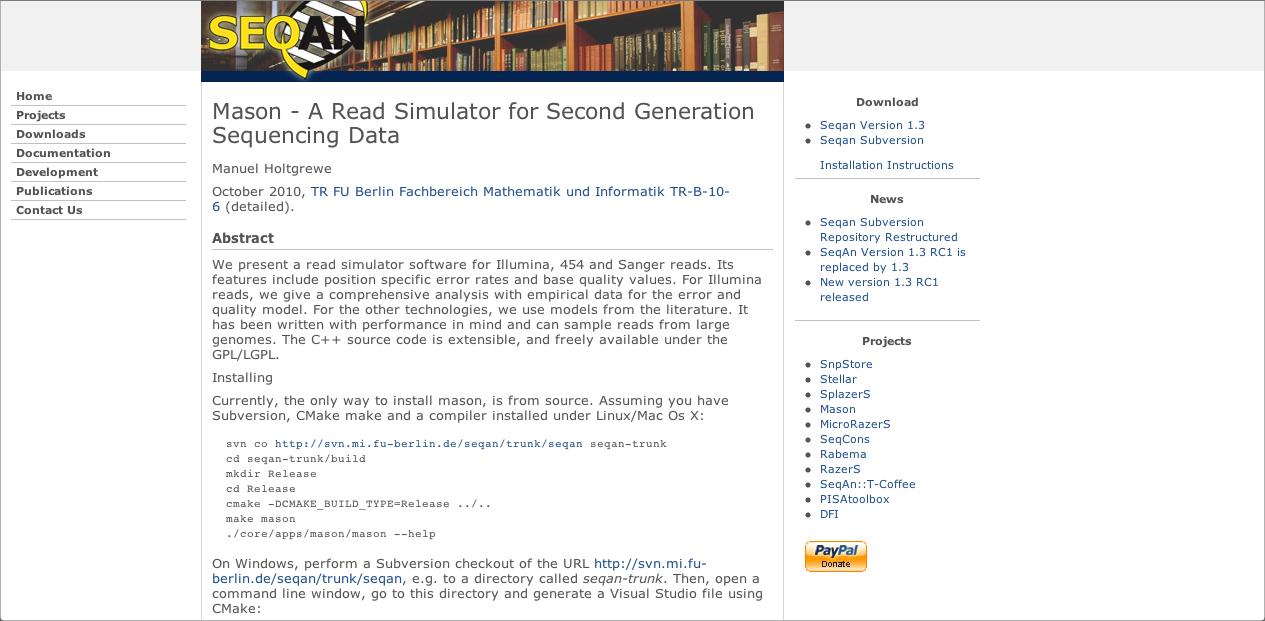 SEQAN
Home
Projects
Downloads
Documentation
Development
Publications
Contact Us
Mason - A Read Simulator for Second Generation
Sequencing Data
Manuel Holtgrewe
October 2010, TR FU Berlin Fachbereich Mathematik und Informatik TR-B-10-
6 (detailed).
Abstract
We present a read simulator software for Illumina, 454 and Sanger reads. Its
features include position specific error rates and base quality values. For Illumina
reads, we give a comprehensive analysis with empirical data for the error and
quality model. For the other technologies, we use models from the literature. It
has been written with performance in mind and can sample reads from large
genomes. The C++ source code is extensible, and freely available under the
GPL/LGPL.
Installing
Currently, the only way to install mason, is from source. Assuming you have
Subversion, CMake make and a compiler installed under Linux/Mac Os X:
svn co http://svn.mi.fu-berlin.de/seqan/trunk/seqan seqan-trunk
cd seqan-trunk/build
mkdir Release
cd Release
cmake -DCMAKE_BUILD_TYPE=Release ../..
make mason
./core/apps/mason/mason --help
On Windows, perform a Subversion checkout of the URL http://svn.mi.fu-
berlin.de/seqan/trunk/seqan, e.g. to a directory called seqan-trunk. Then, open a
command line window, go to this directory and generate a Visual Studio file using
CMake:
Download
Seqan Version 1.3
Seqan Subversion
Installation Instructions
News
Seqan Subversion
Repository Restructured
SeqAn Version 1.3 RC1 is
replaced by 1.3
New version 1.3 RC1
released
Projects
SnpStore
Stellar
SplazerS
Mason
MicroRazerS
SeqCons
Rabema
RazerS
SeqAn::T-Coffee
PISAtoolbox
DFI
PayPal
Donate